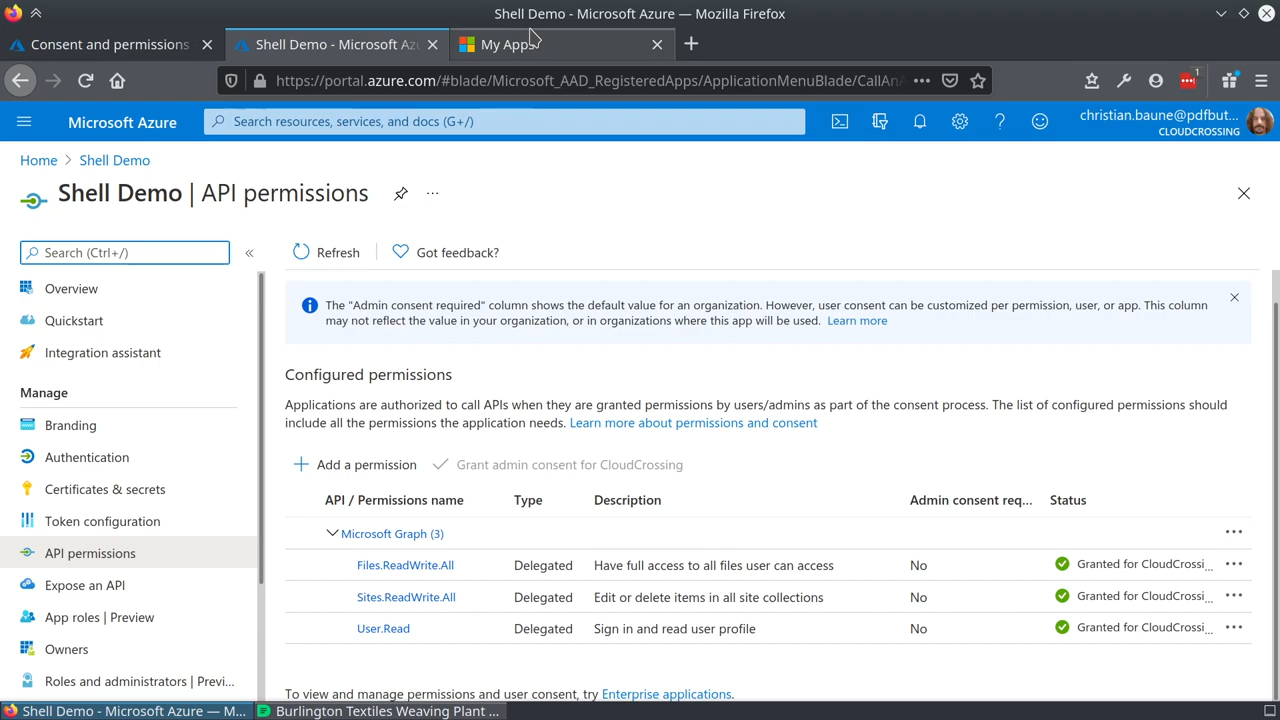 Shell Demo - Microsoft Azure — Mozilla Firefox
Consent and permissions
Shell Demo - Microsoft Azu
My Apps
https://portal.azure.com/#blade/Microsoft_AAD_RegisteredApps/ApplicationMenuBlade/CallAnA
1
Microsoft Azure
Search resources, services, and docs (G+/)
christian.baune@pdfbut...
CLOUDCROSSING
Home > Shell Demo
Shell Demo | API permissions
Search (Ctrl+/)
Refresh
Got feedback?
Overview
Quickstart
Integration assistant
Manage
Branding
Authentication
Certificates & secrets
Token configuration
API permissions
Expose an API
App roles | Preview
Owners
Roles and administrators | Previ...
The "Admin consent required" column shows the default value for an organization. However, user consent can be customized per permission, user, or app. This column
may not reflect the value in your organization, or in organizations where this app will be used. Learn more
Configured permissions
Applications are authorized to call APIs when they are granted permissions by users/admins as part of the consent process. The list of configured permissions should
include all the permissions the application needs. Learn more about permissions and consent
Add a permission
Grant admin consent for CloudCrossing
API / Permissions name Type Description Admin consent req... Status
Microsoft Graph (3)
Files.ReadWrite.All Delegated Have full access to all files user can access No Granted for CloudCrossi...
Sites.ReadWrite.All Delegated Edit or delete items in all site collections No Granted for CloudCrossi...
User.Read Delegated Sign in and read user profile No Granted for CloudCrossi...
To view and manage permissions and user consent, try Enterprise applications.
Shell Demo - Microsoft Azure — M...
Burlington Textiles Weaving Plant ...